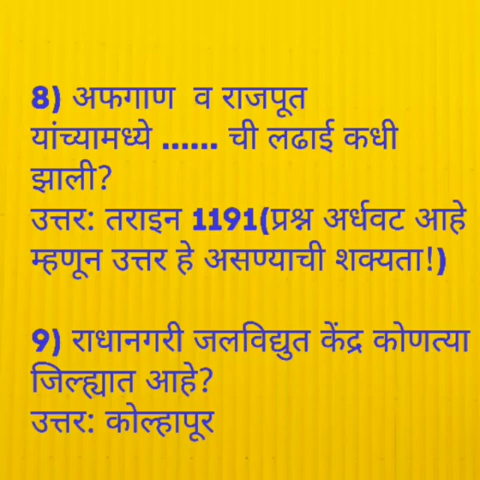 8) अफगाण व राजपूत
यांच्यामध्ये ...... ची लढाई कधी
झाली?
उत्तर: तराइन 1191(प्रश्न अर्धवट आहे
म्हणून उत्तर हे असण्याची शक्यता!)
9) राधानगरी जलविद्युत केंद्र कोणत्या
जिल्ह्यात आहे?
उत्तर: कोल्हापूर